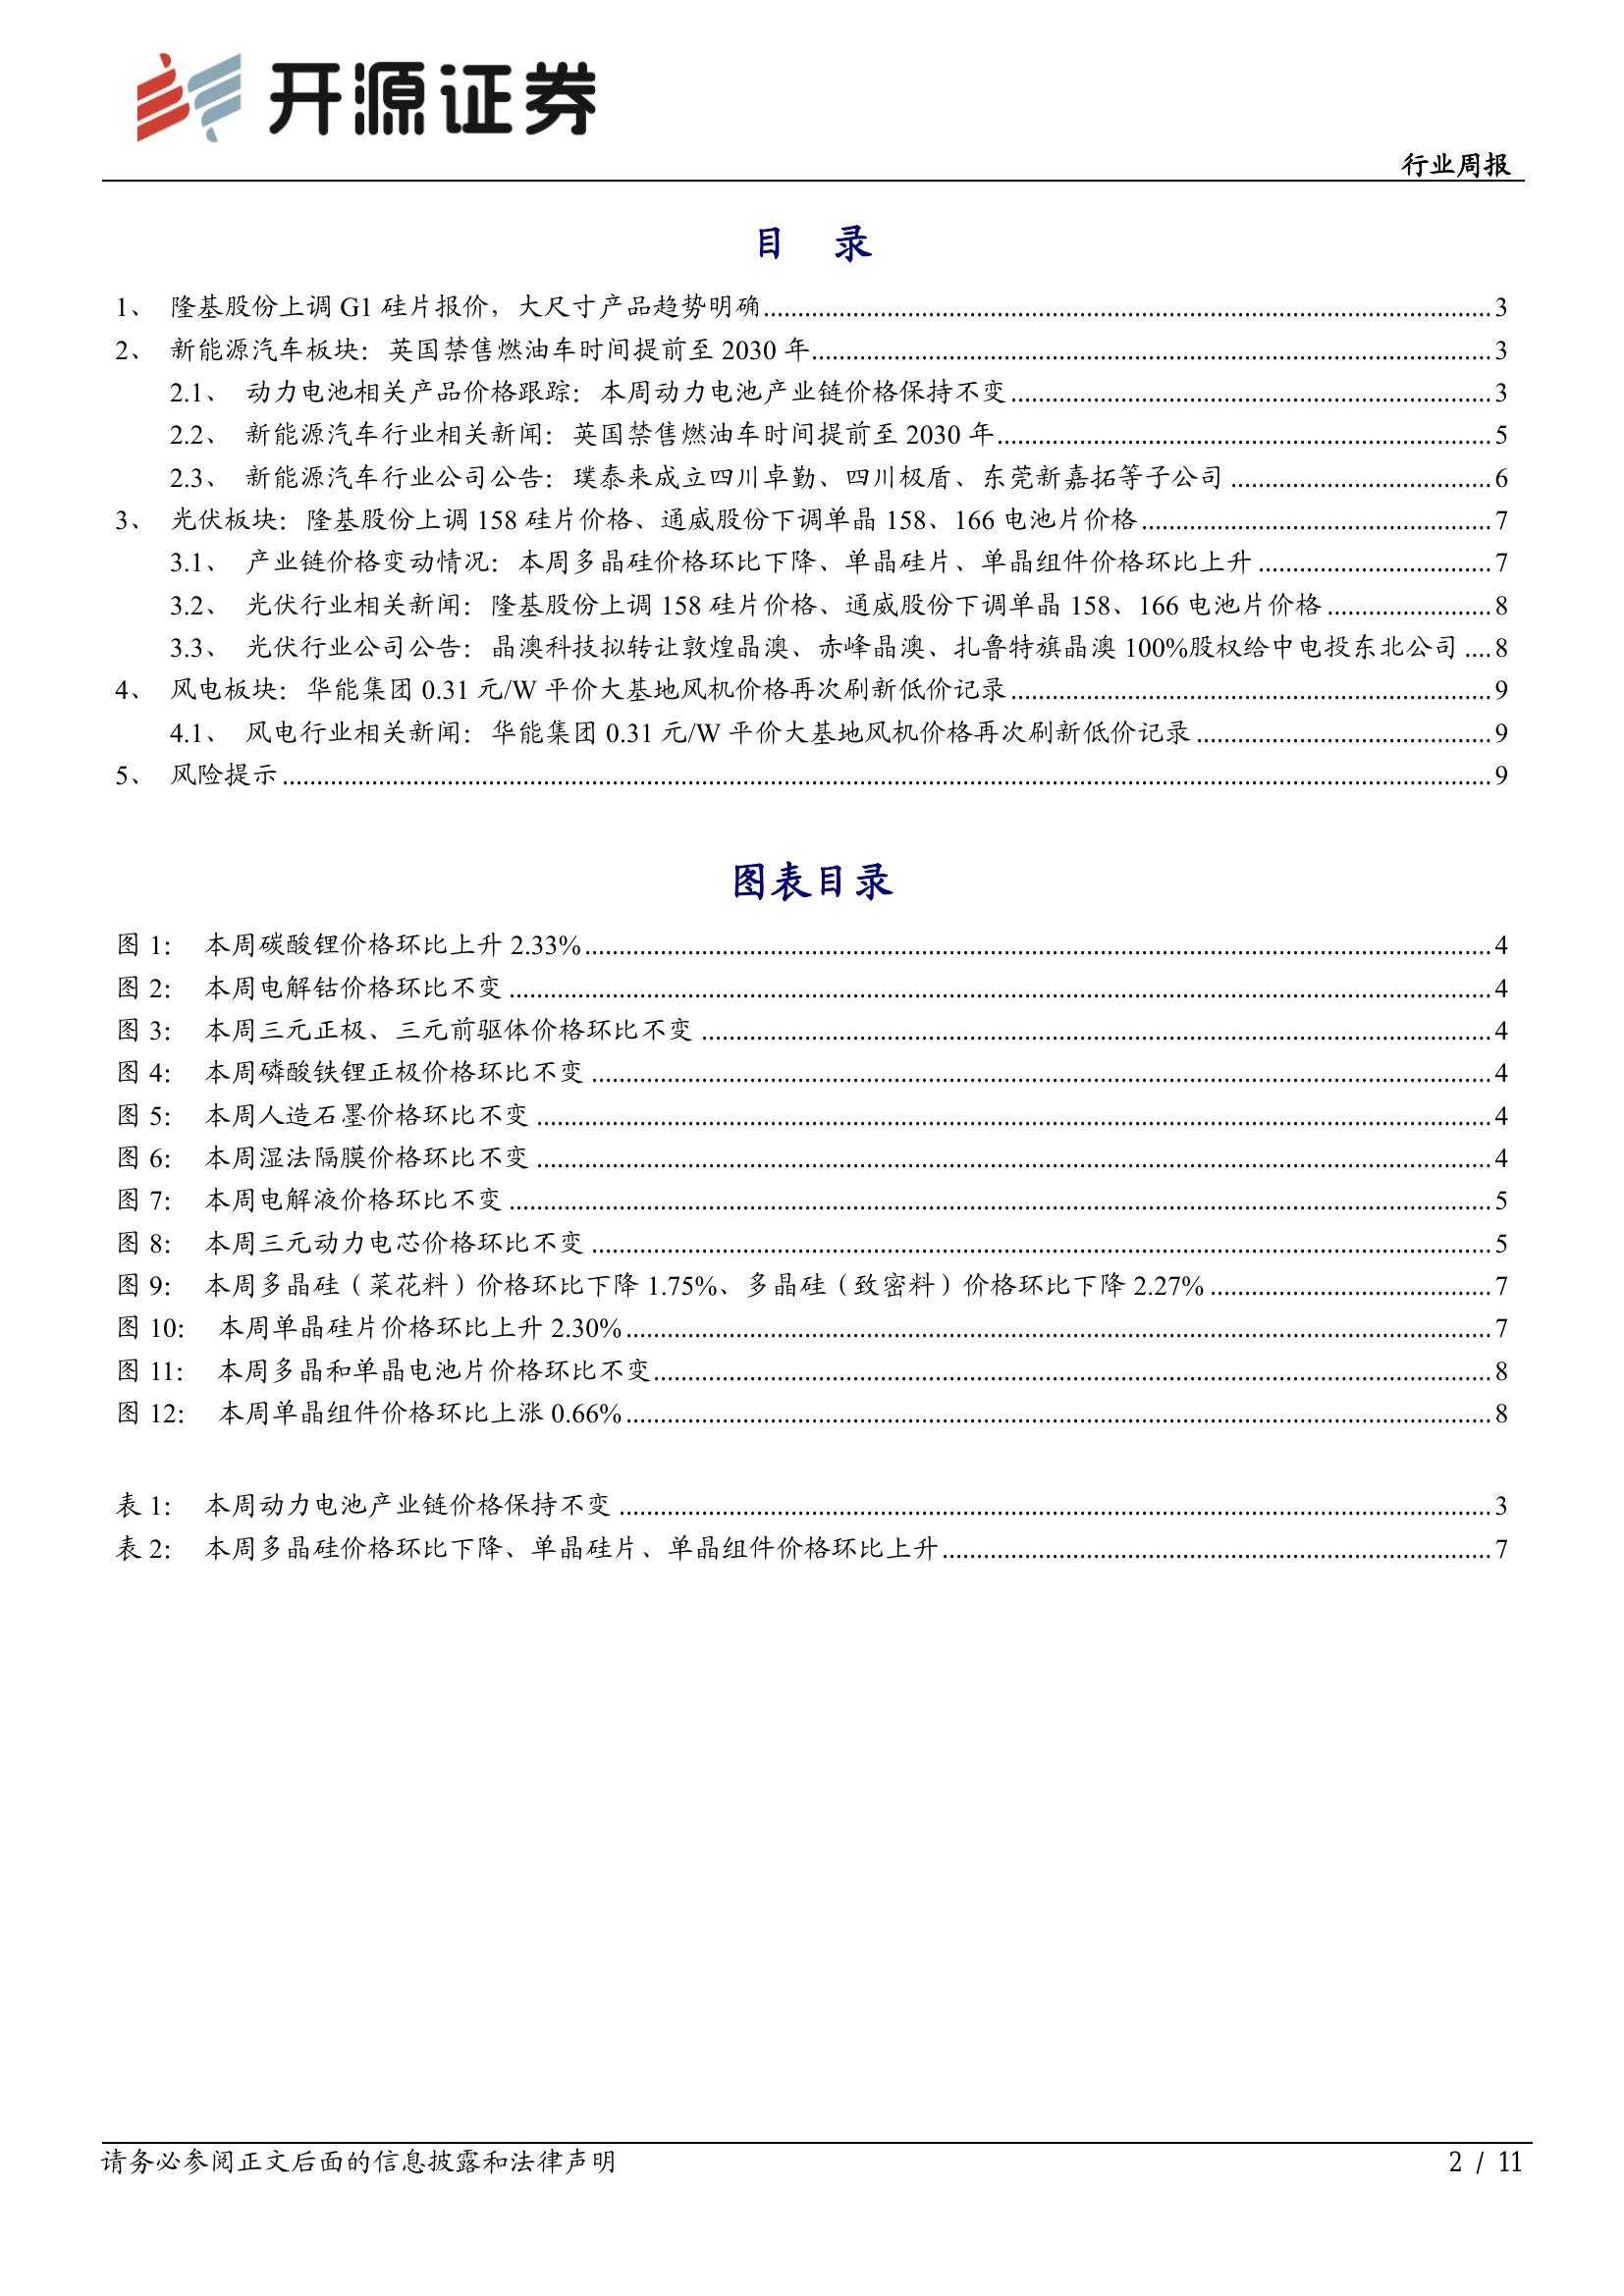 开源证券
行业周报
目 录
1、 隆基股份上调 G1 硅片报价，大尺寸产品趋势明确 3
2、 新能源汽车板块：英国禁售燃油车时间提前至 2030 年 3
2.1、 动力电池相关产品价格跟踪：本周动力电池产业链价格保持不变 3
2.2、 新能源汽车行业相关新闻：英国禁售燃油车时间提前至 2030 年 5
2.3、 新能源汽车行业公司公告：璞泰来成立四川卓勤、四川极盾、东莞新嘉拓等子公司 6
3、 光伏板块：隆基股份上调 158 硅片价格、通威股份下调单晶 158、166 电池片价格 7
3.1、 产业链价格变动情况：本周多晶硅价格环比下降、单晶硅片、单晶组件价格环比上升 7
3.2、 光伏行业相关新闻：隆基股份上调 158 硅片价格、通威股份下调单晶 158、166 电池片价格 8
3.3、 光伏行业公司公告：晶澳科技拟转让敦煌晶澳、赤峰晶澳、扎鲁特旗晶澳 100%股权给中电投东北公司 8
4、 风电板块：华能集团 0.31 元/W 平价大基地风机价格再次刷新低价记录 9
4.1、 风电行业相关新闻：华能集团 0.31 元/W 平价大基地风机价格再次刷新低价记录 9
5、 风险提示 9
图表目录
图 1： 本周碳酸锂价格环比上升 2.33% 4
图 2： 本周电解钴价格环比不变 4
图 3： 本周三元正极、三元前驱体价格环比不变 4
图 4： 本周磷酸铁锂正极价格环比不变 4
图 5： 本周人造石墨价格环比不变 4
图 6： 本周湿法隔膜价格环比不变 4
图 7： 本周电解液价格环比不变 5
图 8： 本周三元动力电芯价格环比不变 5
图 9： 本周多晶硅（菜花料）价格环比下降 1.75%、多晶硅（致密料）价格环比下降 2.27% 7
图 10： 本周单晶硅片价格环比上升 2.30% 7
图 11： 本周多晶和单晶电池片价格环比不变 8
图 12： 本周单晶组件价格环比上涨 0.66% 8
表 1： 本周动力电池产业链价格保持不变 3
表 2： 本周多晶硅价格环比下降、单晶硅片、单晶组件价格环比上升 7
请务必参阅正文后面的信息披露和法律声明 2 / 11